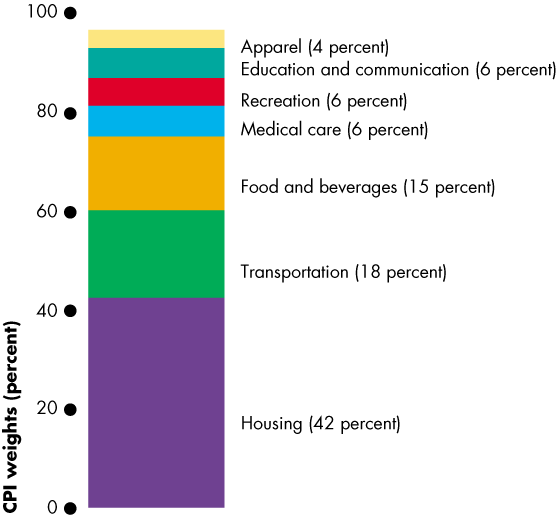 100
Apparel (4 percent)
Education and communication (6 percent)
Recreation (6 percent)
80
Medical care (6 percent)
Food and beverages (15 percent)
60
Transportation (18 percent)
40
CPI weights (percent)
20
Housing (42 percent)
0